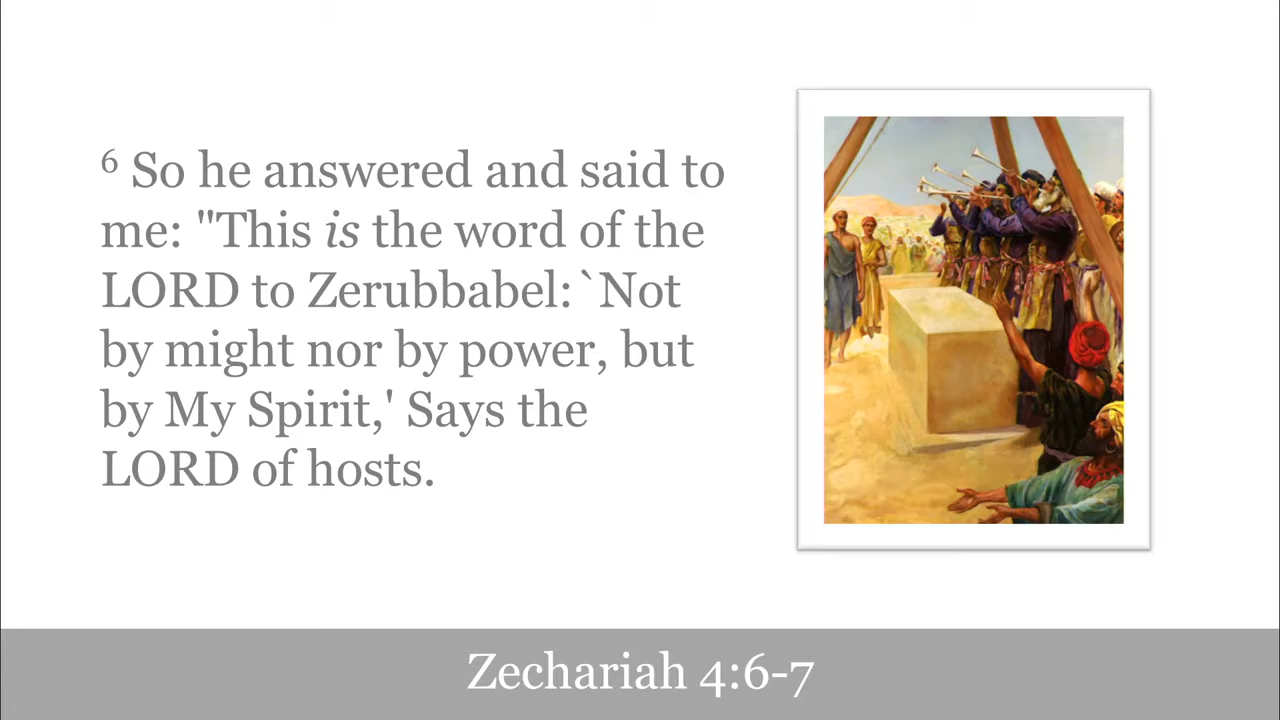 6 So he answered and said to
me: "This is the word of the
LORD to Zerubbabel: `Not
by might nor by power, but
by My Spirit,' Says the
LORD of hosts.
Zechariah 4:6-7